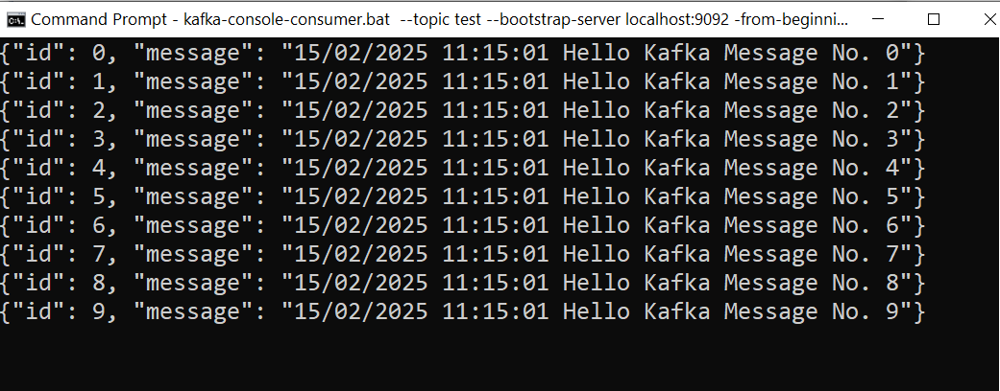 Command Prompt - kafka-console-consumer.bat  --topic test --bootstrap-server localhost:9092 -from-beginni...
{"id": 0, "message": "15/02/2025 11:15:01 Hello Kafka Message No. 0"}
{"id": 1, "message": "15/02/2025 11:15:01 Hello Kafka Message No. 1"}
{"id": 2, "message": "15/02/2025 11:15:01 Hello Kafka Message No. 2"}
{"id": 3, "message": "15/02/2025 11:15:01 Hello Kafka Message No. 3"}
{"id": 4, "message": "15/02/2025 11:15:01 Hello Kafka Message No. 4"}
{"id": 5, "message": "15/02/2025 11:15:01 Hello Kafka Message No. 5"}
{"id": 6, "message": "15/02/2025 11:15:01 Hello Kafka Message No. 6"}
{"id": 7, "message": "15/02/2025 11:15:01 Hello Kafka Message No. 7"}
{"id": 8, "message": "15/02/2025 11:15:01 Hello Kafka Message No. 8"}
{"id": 9, "message": "15/02/2025 11:15:01 Hello Kafka Message No. 9"}